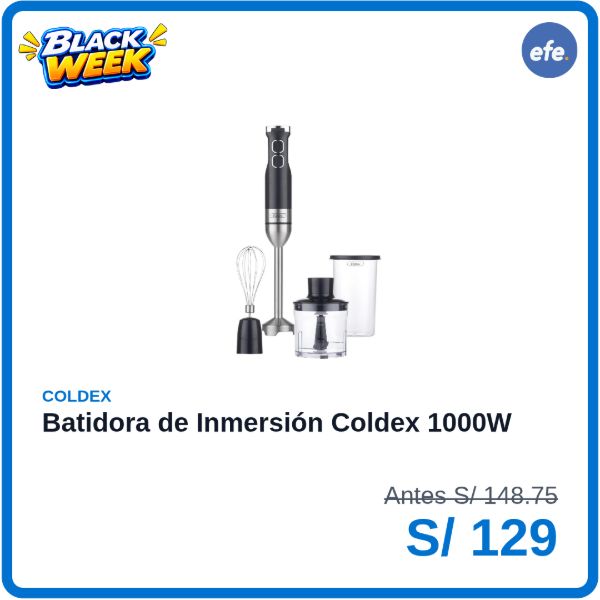 BLACK
WEEK
efe.
COLDEX
Batidora de Inmersión Coldex 1000W
Antes S/ 148.75
S/ 129